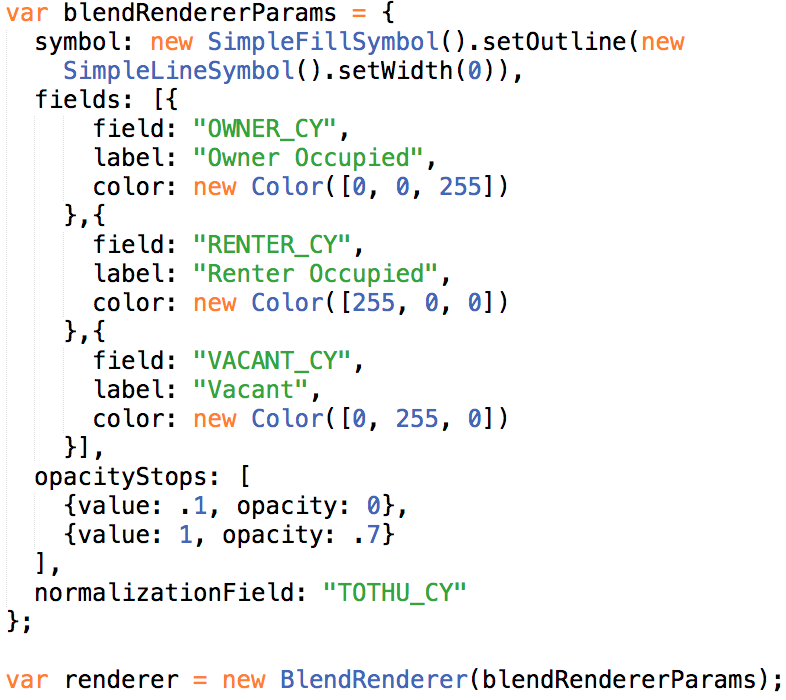 var blendRendererParams = {
  symbol: new SimpleFillSymbol().setOutline(new
    SimpleLineSymbol().setWidth(0)),
  fields: [{
      field: "OWNER_CY",
      label: "Owner Occupied",
      color: new Color([0, 0, 255])
    },{
      field: "RENTER_CY",
      label: "Renter Occupied",
      color: new Color([255, 0, 0])
    },{
      field: "VACANT_CY",
      label: "Vacant",
      color: new Color([0, 255, 0])
    }],
  opacityStops: [
    {value: .1, opacity: 0},
    {value: 1, opacity: .7}
  ],
  normalizationField: "TOTHU_CY"
};
var renderer = new BlendRenderer(blendRendererParams);